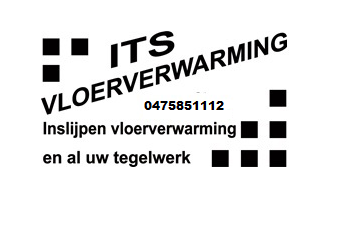 ITS
VLOERVERWARMING
0475851112
Inslijpen vloerverwarming
en al uw tegelwerk